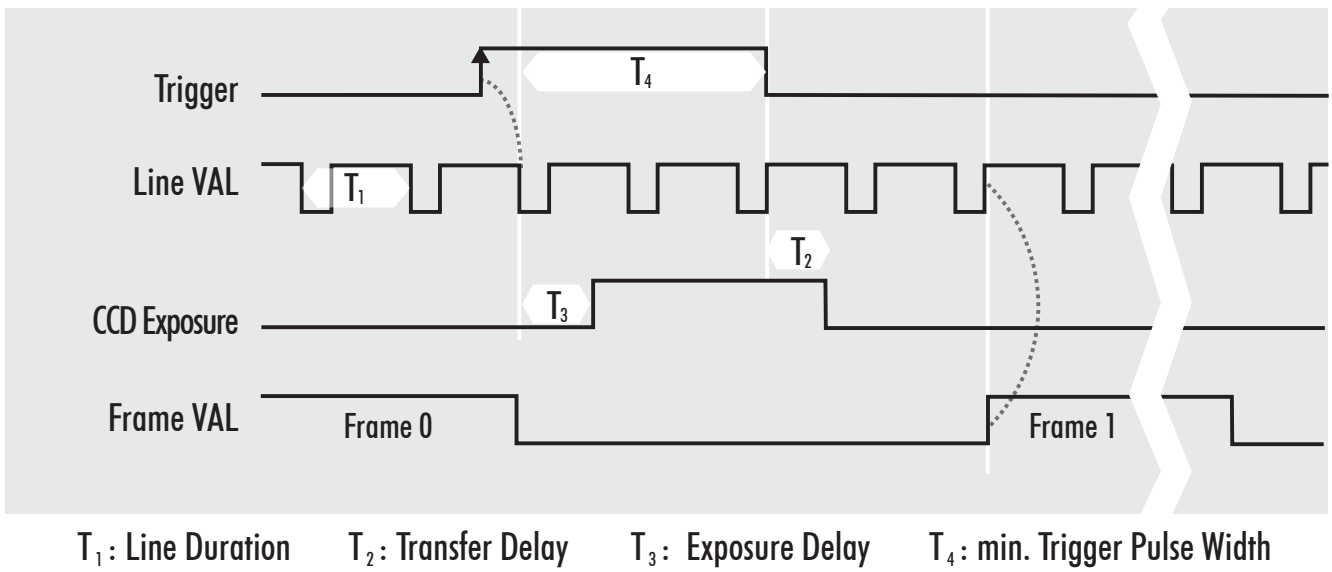 Trigger
T₄
Line VAL
T₁
T₂
CCD Exposure
T₃
Frame VAL
Frame 0
Frame 1
T₁: Line Duration T₂: Transfer Delay T₃: Exposure Delay T₄: min. Trigger Pulse Width